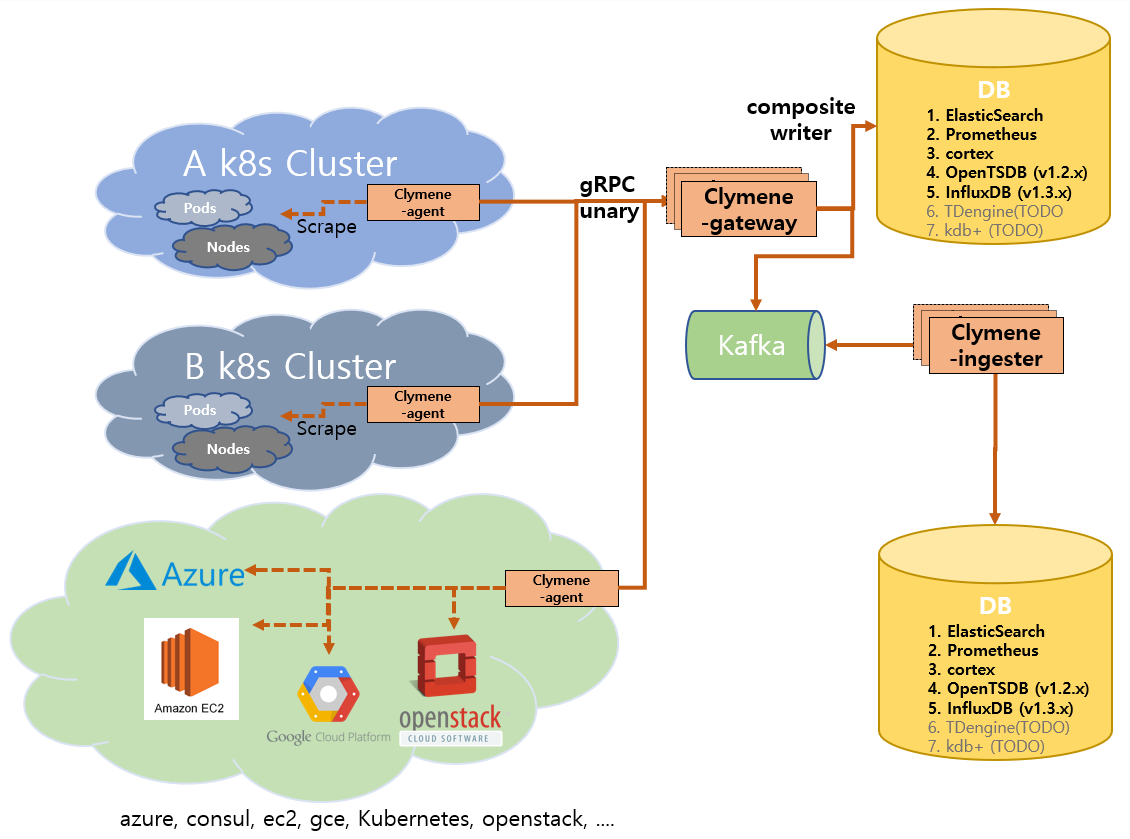 DB
1. ElasticSearch
2. Prometheus
3. cortex
4. OpenTSDB (v1.2.x)
5. InfluxDB (v1.3.x)
6. TDengine(TODO
7. kdb+ (TODO)
composite
writer
A k8s Cluster
Pods
Nodes
Scrape
Clymene
-agent
gRPC
unary
Clymene
-gateway
B k8s Cluster
Pods
Nodes
Scrape
Clymene
-agent
Kafka
Clymene
-ingester
Azure
Amazon EC2
Google Cloud Platform
openstack
CLOUD SOFTWARE
Clymene
-agent
DB
1. ElasticSearch
2. Prometheus
3. cortex
4. OpenTSDB (v1.2.x)
5. InfluxDB (v1.3.x)
6. TDengine(TODO)
7. kdb+ (TODO)
azure, consul, ec2, gce, Kubernetes, openstack, ....